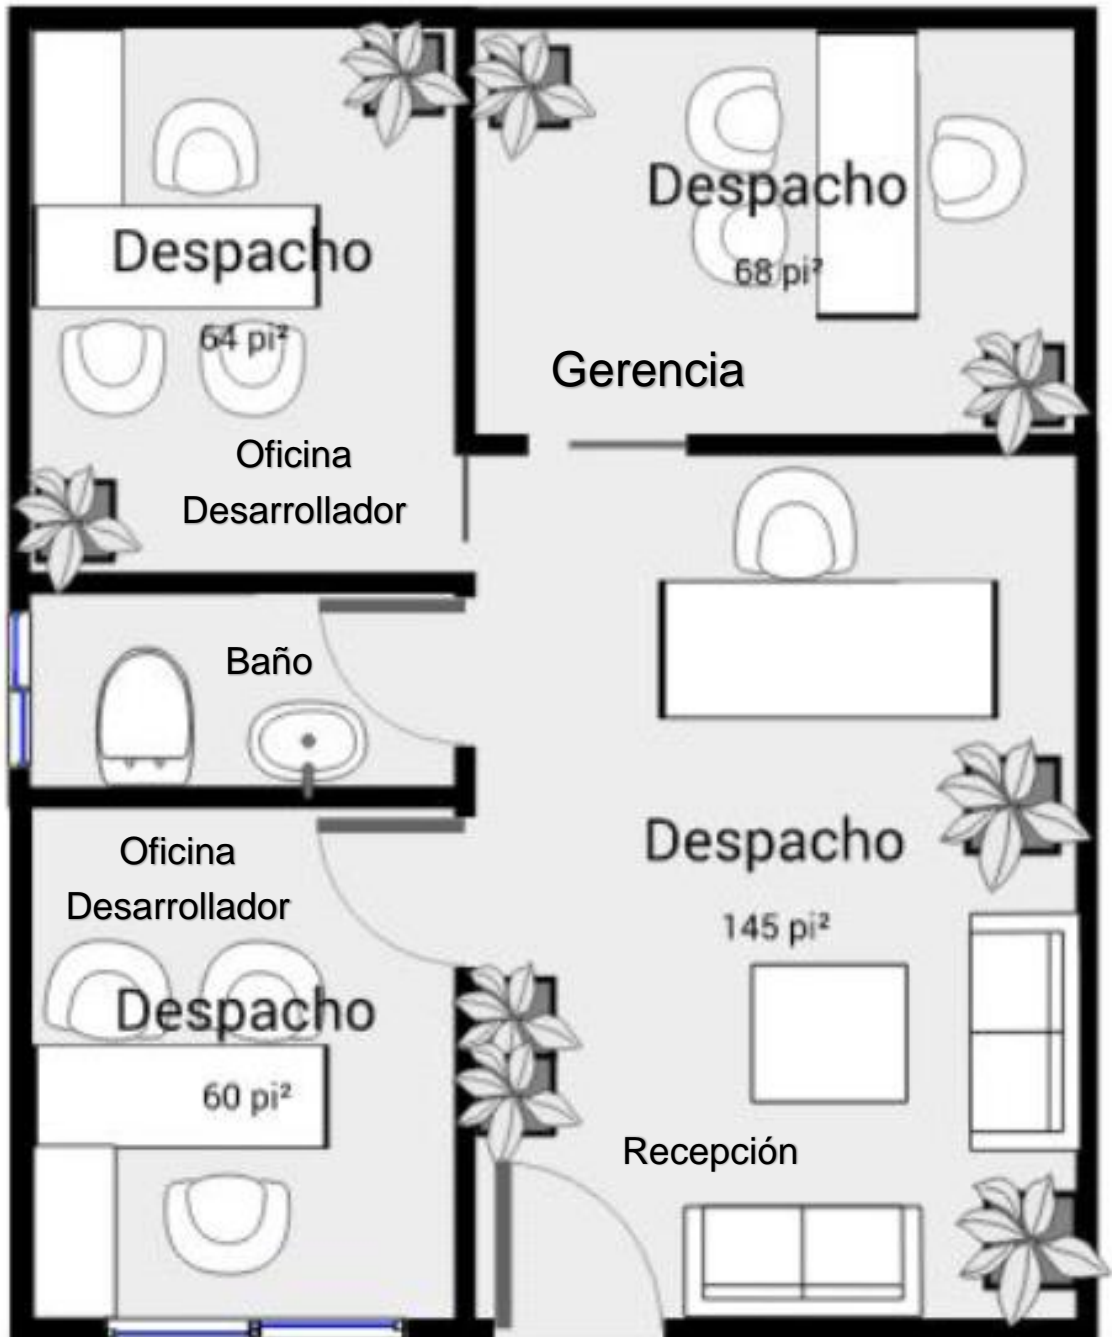 Despacho
64 pi²
Oficina
Desarrollador
Despacho
68 pi²
Gerencia
Baño
Oficina
Desarrollador
Despacho
60 pi²
Despacho
145 pi²
Recepción